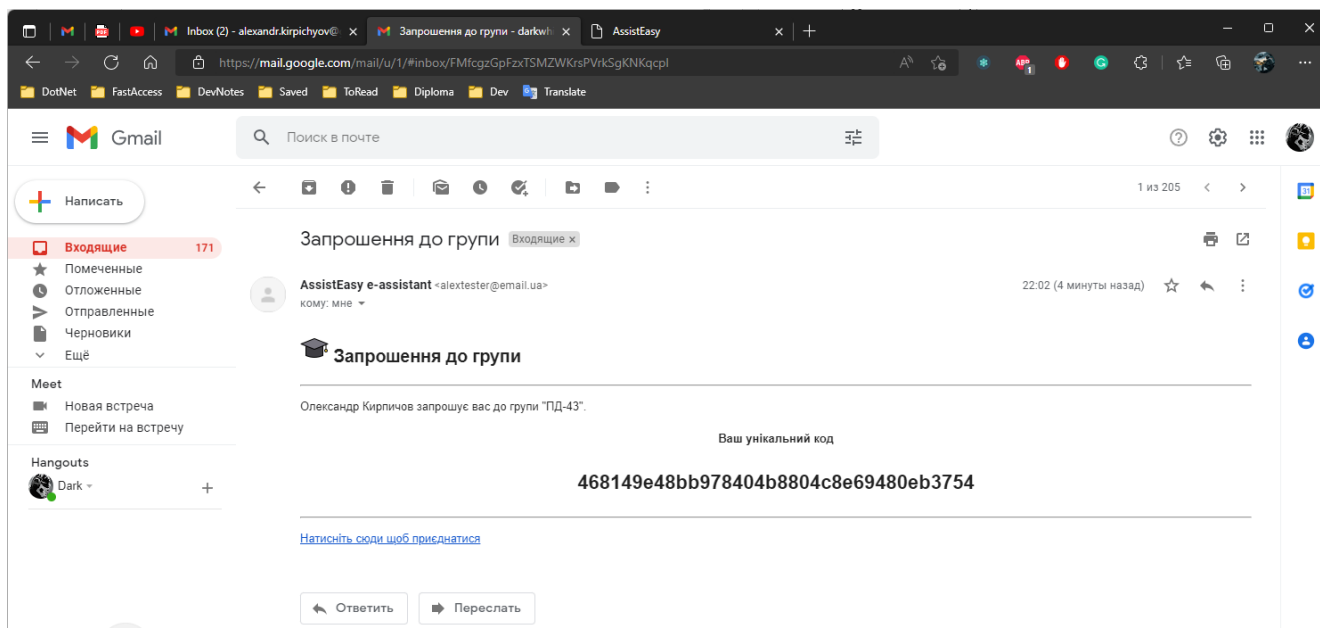 Inbox (2) - alexandr.kirpichyov@
Запрошення до групи - darkwh
AssistEasy
https://mail.google.com/mail/u/1/#inbox/FMfcgzGpFzxTSMZWKrsPVrkSgKNKqcpl
DotNet FastAccess DevNotes Saved ToRead Diploma Dev Translate
Gmail
Поиск в почте
Написать
1 из 205
Входящие 171
Помеченные
Отложенные
Отправленные
Черновики
Ещё
Meet
Новая встреча
Перейти на встречу
Hangouts
Dark
Запрошення до групи Входящие x
AssistEasy e-assistant <alextester@email.ua>
22:02 (4 минуты назад)
кому: мне
Запрошення до групи
Олександр Кирпичов запрошує вас до групи "ПД-43".
Ваш унікальний код
468149e48bb978404b8804c8e69480eb3754
Натисніть сюди щоб приєднатися
Ответить
Переслать